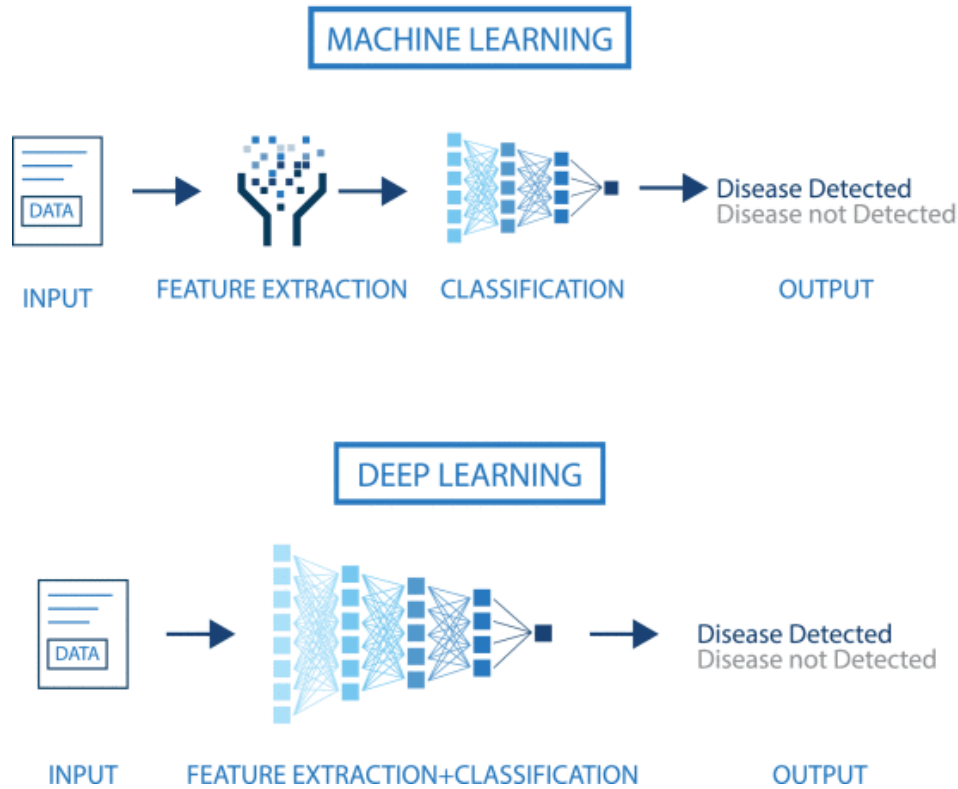 MACHINE LEARNING
DATA
Disease Detected
Disease not Detected
INPUT
FEATURE EXTRACTION
CLASSIFICATION
OUTPUT
DEEP LEARNING
DATA
Disease Detected
Disease not Detected
INPUT
FEATURE EXTRACTION+CLASSIFICATION
OUTPUT